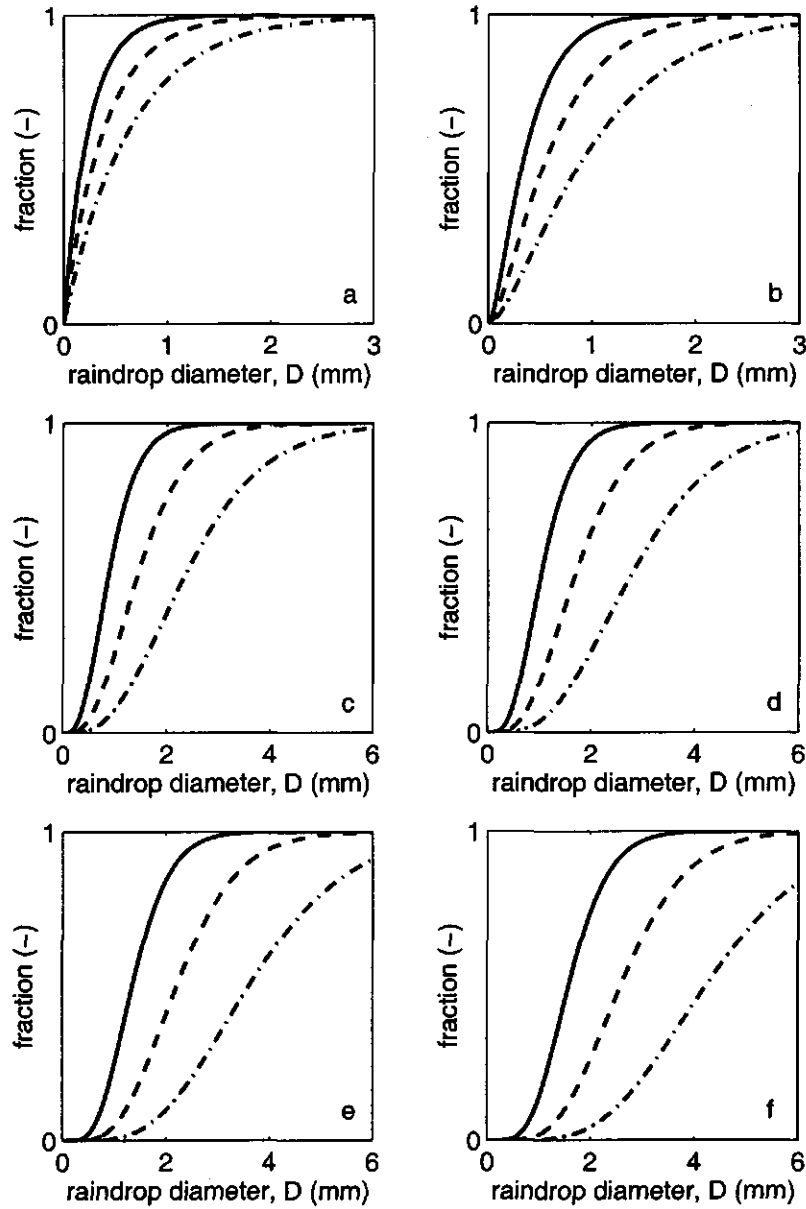 1
fraction (−)
0
0 1 2 3
raindrop diameter, D (mm)
a
1
fraction (−)
0
0 1 2 3
raindrop diameter, D (mm)
b
1
fraction (−)
0
0 2 4 6
raindrop diameter, D (mm)
c
1
fraction (−)
0
0 2 4 6
raindrop diameter, D (mm)
d
1
fraction (−)
0
0 2 4 6
raindrop diameter, D (mm)
e
1
fraction (−)
0
0 2 4 6
raindrop diameter, D (mm)
f